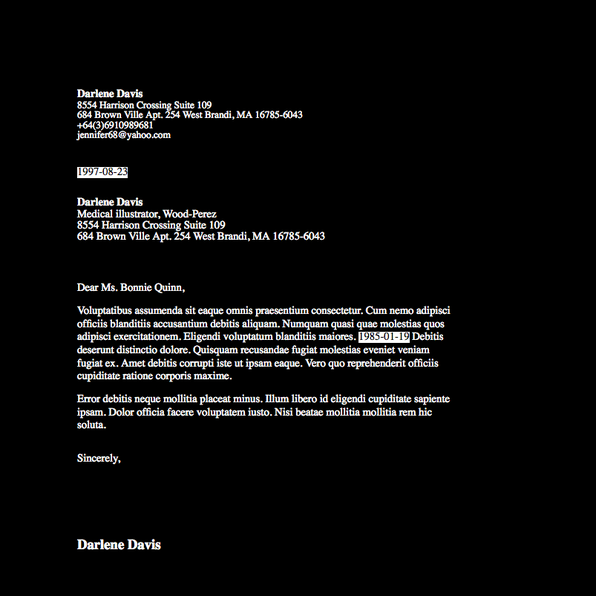 Darlene Davis
8554 Harrison Crossing Suite 109
684 Brown Ville Apt. 254 West Brandi, MA 16785-6043
+64(3)6910989681
jennifer68@yahoo.com
1997-08-23
Darlene Davis
Medical illustrator, Wood-Perez
8554 Harrison Crossing Suite 109
684 Brown Ville Apt. 254 West Brandi, MA 16785-6043
Dear Ms. Bonnie Quinn,
Voluptatibus assumenda sit eaque omnis praesentium consectetur. Cum nemo adipisci
officiis blanditiis accusantium debitis aliquam. Numquam quasi quae molestias quos
adipisci exercitationem. Eligendi voluptatum blanditiis maiores. 1985-01-19 Debitis
deserunt distinctio dolore. Quisquam recusandae fugiat molestias eveniet veniam
fugiat ex. Amet debitis corrupti iste ut ipsam eaque. Vero quo reprehenderit officiis
cupiditate ratione corporis maxime.
Error debitis neque mollitia placeat minus. Illum libero id eligendi cupiditate sapiente
ipsam. Dolor officia facere voluptatem iusto. Nisi beatae mollitia mollitia rem hic
soluta.
Sincerely,
Darlene Davis